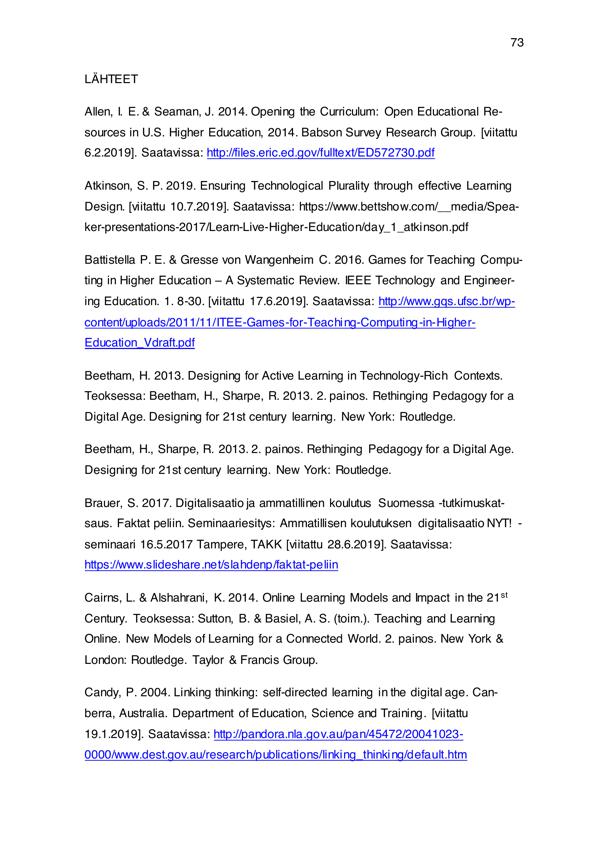 73
LÄHTEET
Allen, I. E. & Seaman, J. 2014. Opening the Curriculum: Open Educational Re-
sources in U.S. Higher Education, 2014. Babson Survey Research Group. [viitattu
6.2.2019]. Saatavissa: http://files.eric.ed.gov/fulltext/ED572730.pdf
Atkinson, S. P. 2019. Ensuring Technological Plurality through effective Learning
Design. [viitattu 10.7.2019]. Saatavissa: https://www.bettshow.com/__media/Spea-
ker-presentations-2017/Learn-Live-Higher-Education/day_1_atkinson.pdf
Battistella P. E. & Gresse von Wangenheim C. 2016. Games for Teaching Compu-
ting in Higher Education – A Systematic Review. IEEE Technology and Engineer-
ing Education. 1. 8-30. [viitattu 17.6.2019]. Saatavissa: http://www.gqs.ufsc.br/wp-
content/uploads/2011/11/ITEE-Games-for-Teaching-Computing-in-Higher-
Education_Vdraft.pdf
Beetham, H. 2013. Designing for Active Learning in Technology-Rich Contexts.
Teoksessa: Beetham, H., Sharpe, R. 2013. 2. painos. Rethinging Pedagogy for a
Digital Age. Designing for 21st century learning. New York: Routledge.
Beetham, H., Sharpe, R. 2013. 2. painos. Rethinging Pedagogy for a Digital Age.
Designing for 21st century learning. New York: Routledge.
Brauer, S. 2017. Digitalisaatio ja ammatillinen koulutus Suomessa -tutkimuskat-
saus. Faktat peliin. Seminaariesitys: Ammatillisen koulutuksen digitalisaatio NYT! -
seminaari 16.5.2017 Tampere, TAKK [viitattu 28.6.2019]. Saatavissa:
https://www.slideshare.net/slahdenp/faktat-peliin
Cairns, L. & Alshahrani, K. 2014. Online Learning Models and Impact in the 21st
Century. Teoksessa: Sutton, B. & Basiel, A. S. (toim.). Teaching and Learning
Online. New Models of Learning for a Connected World. 2. painos. New York &
London: Routledge. Taylor & Francis Group.
Candy, P. 2004. Linking thinking: self-directed learning in the digital age. Can-
berra, Australia. Department of Education, Science and Training. [viitattu
19.1.2019]. Saatavissa: http://pandora.nla.gov.au/pan/45472/20041023-
0000/www.dest.gov.au/research/publications/linking_thinking/default.htm